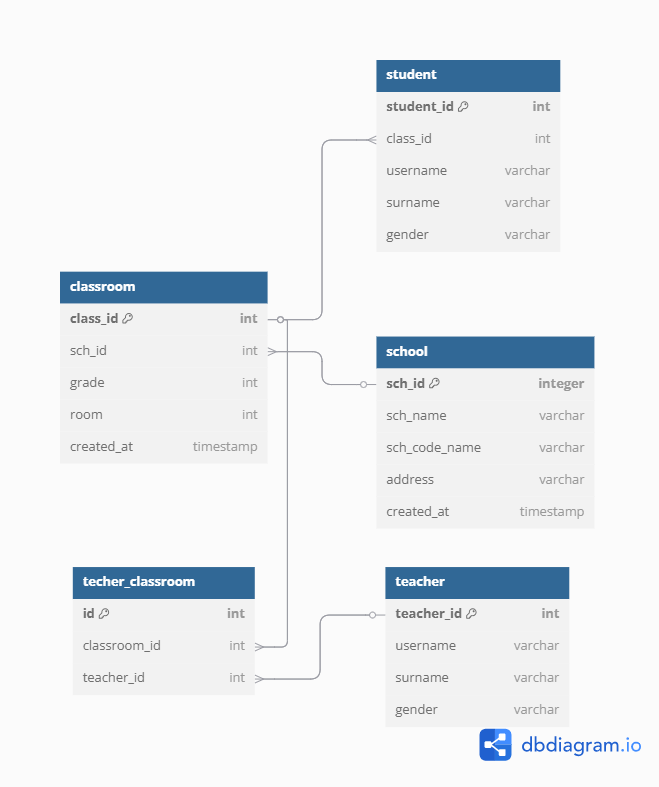 student
student_id int
class_id int
username varchar
surname varchar
gender varchar
classroom
class_id int
sch_id int
grade int
room int
created_at timestamp
school
sch_id integer
sch_name varchar
sch_code_name varchar
address varchar
created_at timestamp
techer_classroom
id int
classroom_id int
teacher_id int
teacher
teacher_id int
username varchar
surname varchar
gender varchar
dbdiagram.io